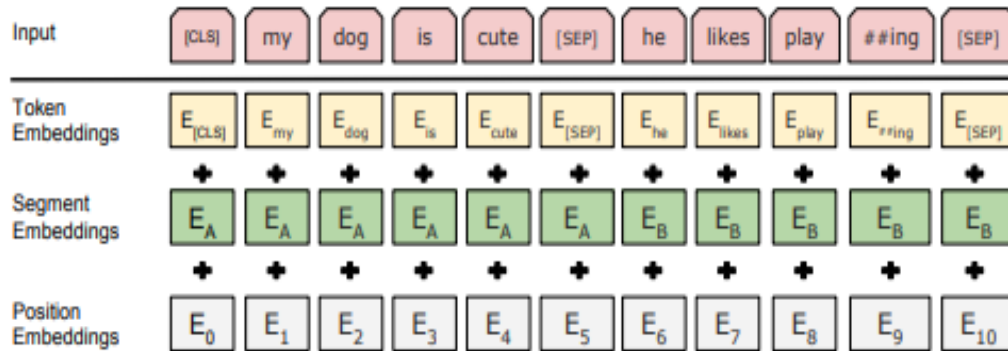 Input [CLS] my dog is cute [SEP] he likes play ##ing [SEP]
Token Embeddings E[CLS] Emy Edog Eis Ecute E[SEP] Ehe Elikes Eplay E##ing E[SEP]
+ + + + + + + + + + +
Segment Embeddings EA EA EA EA EA EA EB EB EB EB EB
+ + + + + + + + + + +
Position Embeddings E0 E1 E2 E3 E4 E5 E6 E7 E8 E9 E10